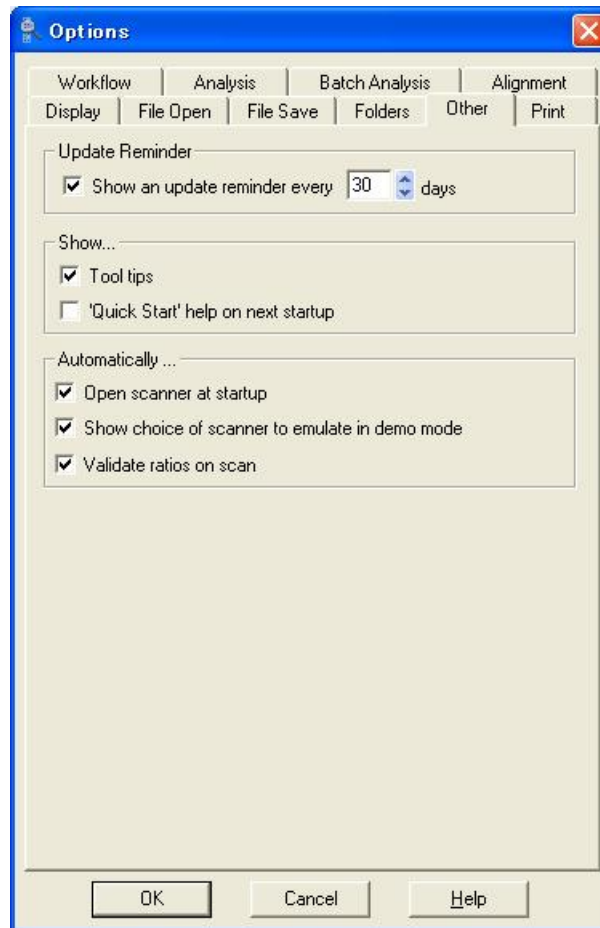 Options
Workflow Analysis Batch Analysis Alignment
Display File Open File Save Folders Other Print
Update Reminder
Show an update reminder every 30 days
Show...
Tool tips
'Quick Start' help on next startup
Automatically ...
Open scanner at startup
Show choice of scanner to emulate in demo mode
Validate ratios on scan
OK Cancel Help